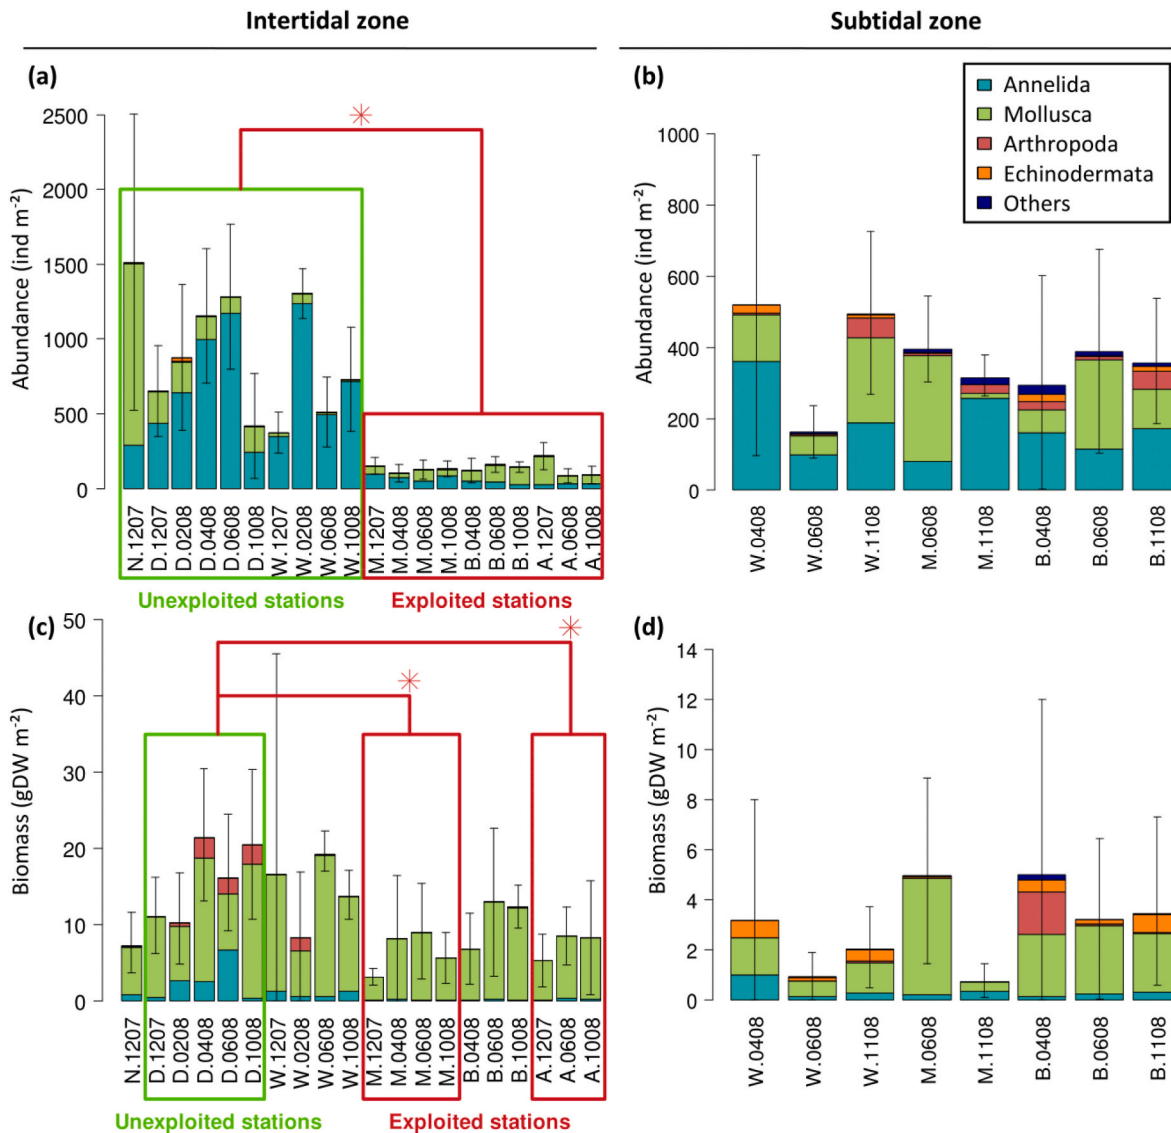 Intertidal zone
Subtidal zone
(a)
Abundance (ind m⁻²)
2500
2000
1500
1000
500
0
N.1207
D.1207
D.0208
D.0408
D.0608
D.1008
W.1207
W.0208
W.0608
W.1008
M.1207
M.0408
M.0608
M.1008
B.0408
B.0608
B.1008
A.1207
A.0608
A.1008
Unexploited stations
Exploited stations
(b)
Annelida
Mollusca
Arthropoda
Echinodermata
Others
Abundance (ind m⁻²)
1000
800
600
400
200
0
W.0408
W.0608
W.1108
M.0608
M.1108
B.0408
B.0608
B.1108
(c)
Biomass (gDW m⁻²)
50
40
30
20
10
0
N.1207
D.1207
D.0208
D.0408
D.0608
D.1008
W.1207
W.0208
W.0608
W.1008
M.1207
M.0408
M.0608
M.1008
B.0408
B.0608
B.1008
A.1207
A.0608
A.1008
Unexploited stations
Exploited stations
(d)
Biomass (gDW m⁻²)
14
12
10
8
6
4
2
0
W.0408
W.0608
W.1108
M.0608
M.1108
B.0408
B.0608
B.1108